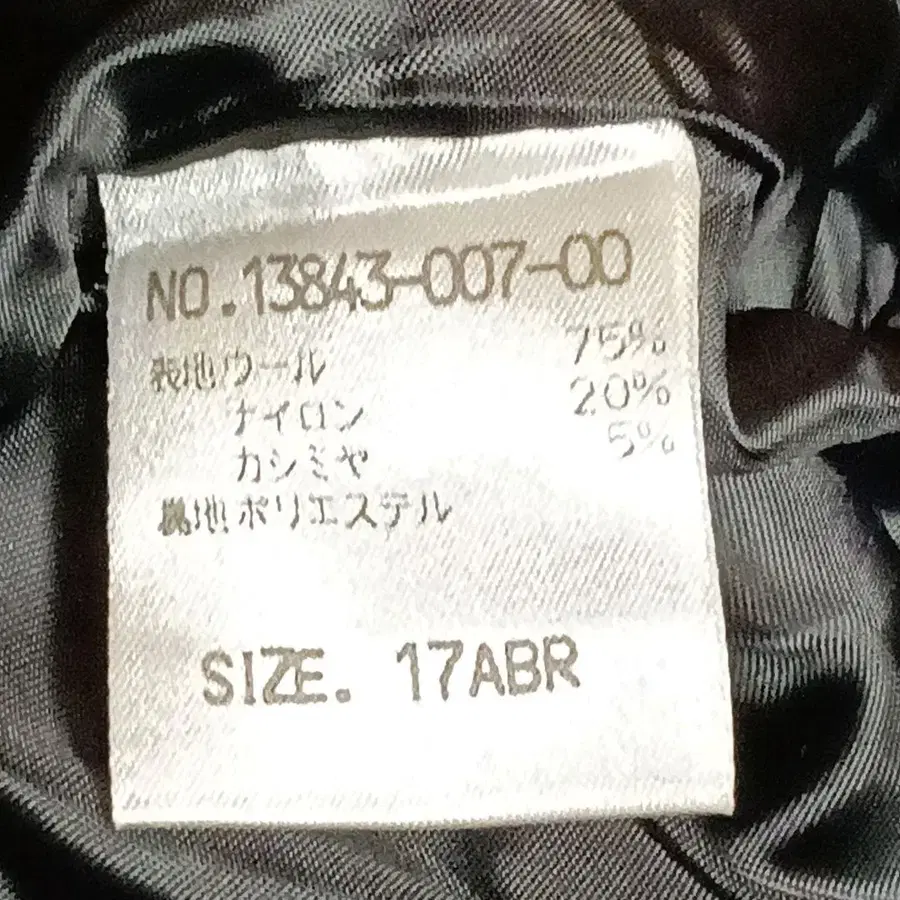 NO.13843-007-00
表地ウール 75%
ナイロン 20%
カシミヤ 5%
裏地ポリエステル
SIZE. 17ABR